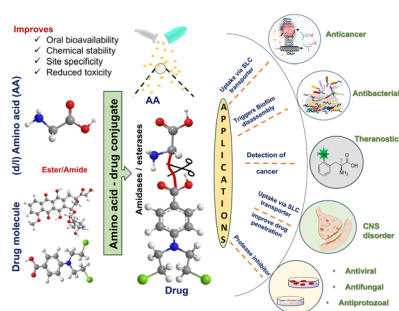 Improves
✓ Oral bioavailability
✓ Chemical stability
✓ Site specificity
✓ Reduced toxicity
(d/l) Amino acid (AA)
N
H
O
H
Ester/Amide
Drug molecule
Amino acid - drug conjugate
AA
Amidases / esterases
Drug
APPLICATIONS
Uptake via SLC
transporter
Anticancer
Triggers Biofilm
disassembly
Antibacterial
Detection of
cancer
Theranostic
OH
NH2
Uptake via SLC
transporter
improve drug
penetration
CNS
disorder
Protease inhibitor
• Antiviral
• Antifungal
• Antiprotozoal